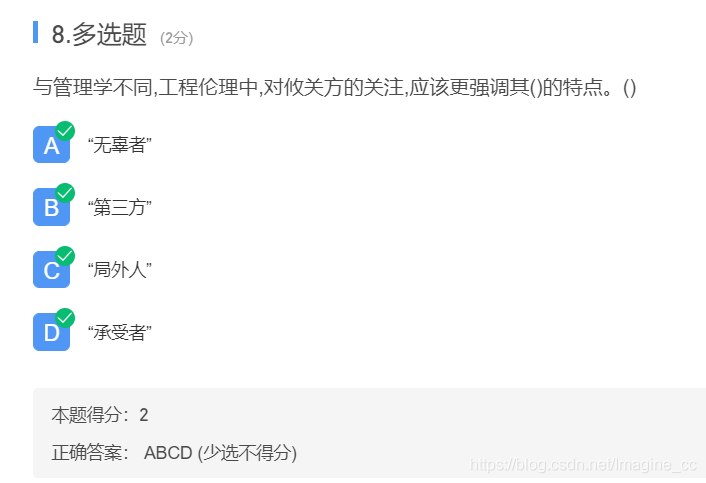 8.多选题 (2分)
与管理学不同,工程伦理中,对攸关方的关注,应该更强调其()的特点。()
A “无辜者”
B “第三方”
C “局外人”
D “承受者”
本题得分：2
正确答案： ABCD (少选不得分)
https://blog.csdn.net/Imagine_cc